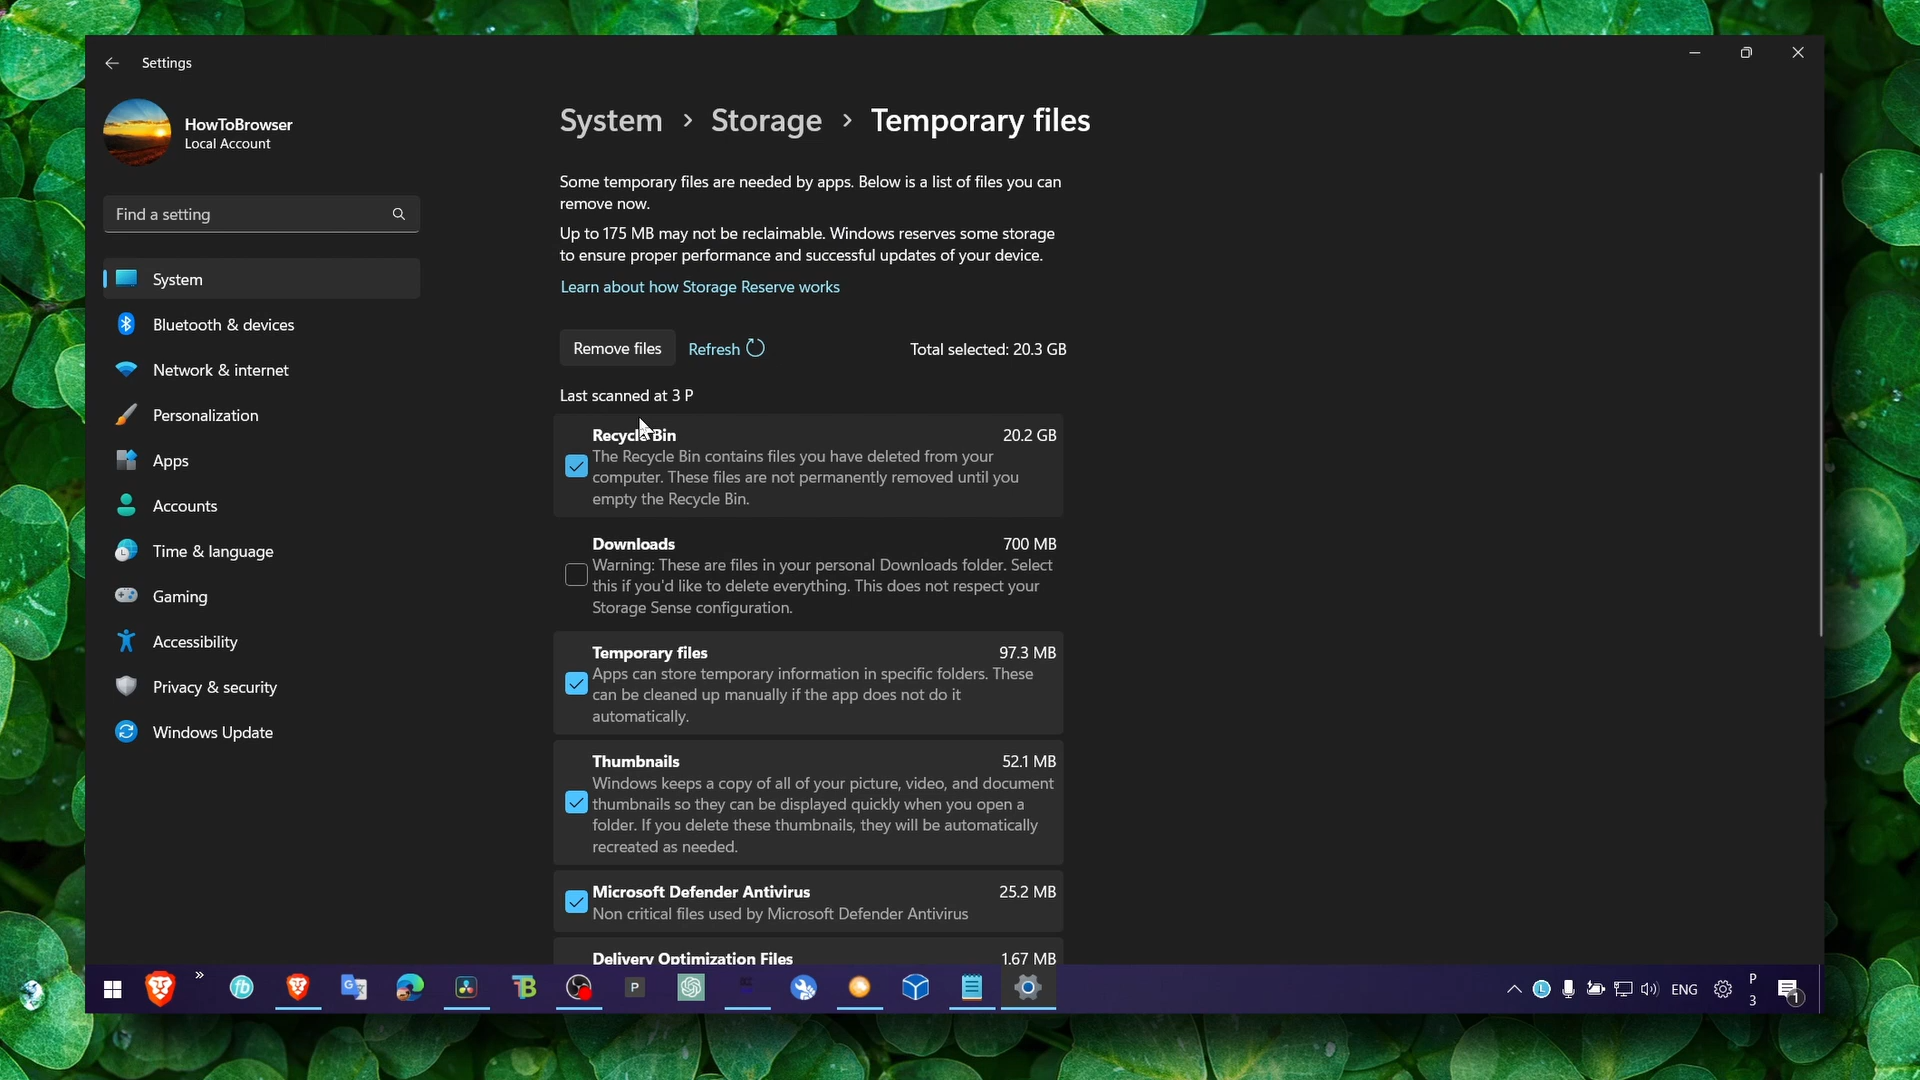 Settings
HowToBrowser
Local Account
Find a setting
System
Bluetooth & devices
Network & internet
Personalization
Apps
Accounts
Time & language
Gaming
Accessibility
Privacy & security
Windows Update
System > Storage > Temporary files
Some temporary files are needed by apps. Below is a list of files you can
remove now.
Up to 175 MB may not be reclaimable. Windows reserves some storage
to ensure proper performance and successful updates of your device.
Learn about how Storage Reserve works
Remove files Refresh Total selected: 20.3 GB
Last scanned at 3 P
Recycle Bin 20.2 GB
The Recycle Bin contains files you have deleted from your
computer. These files are not permanently removed until you
empty the Recycle Bin.
Downloads 700 MB
Warning: These are files in your personal Downloads folder. Select
this if you'd like to delete everything. This does not respect your
Storage Sense configuration.
Temporary files 97.3 MB
Apps can store temporary information in specific folders. These
can be cleaned up manually if the app does not do it
automatically.
Thumbnails 52.1 MB
Windows keeps a copy of all of your picture, video, and document
thumbnails so they can be displayed quickly when you open a
folder. If you delete these thumbnails, they will be automatically
recreated as needed.
Microsoft Defender Antivirus 25.2 MB
Non critical files used by Microsoft Defender Antivirus
Delivery Optimization Files 1.67 MB
» fb G TB P L ENG P
3
1